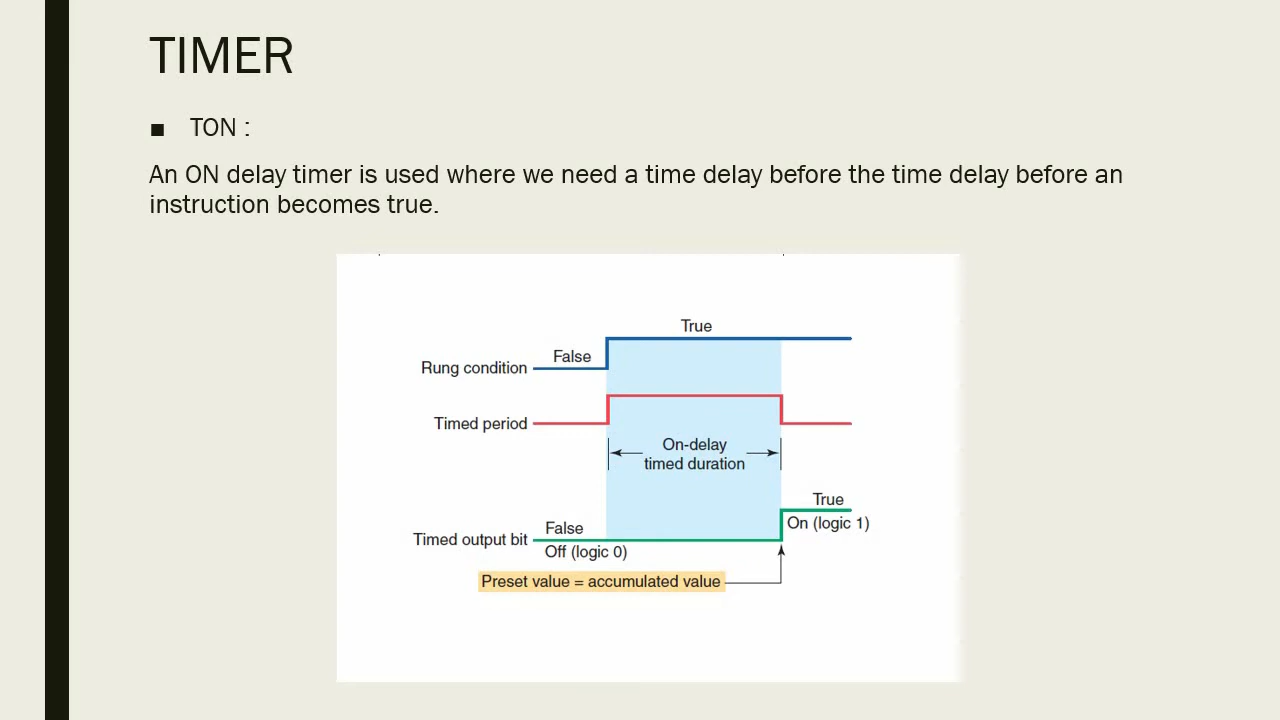 TIMER
■ TON :
An ON delay timer is used where we need a time delay before the time delay before an
instruction becomes true.
True
False
Rung condition
Timed period
On-delay
timed duration
True
False
On (logic 1)
Timed output bit
Off (logic 0)
Preset value = accumulated value